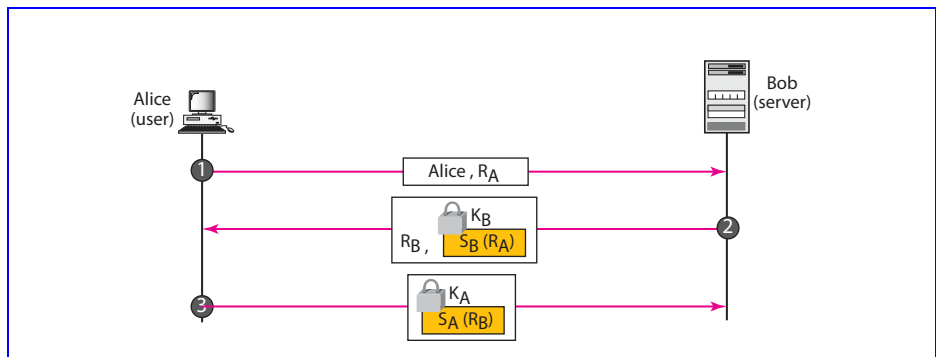 Alice
(user)
Bob
(server)
1
Alice , RA
KB
RB , SB (RA)
2
3
KA
SA (RB)